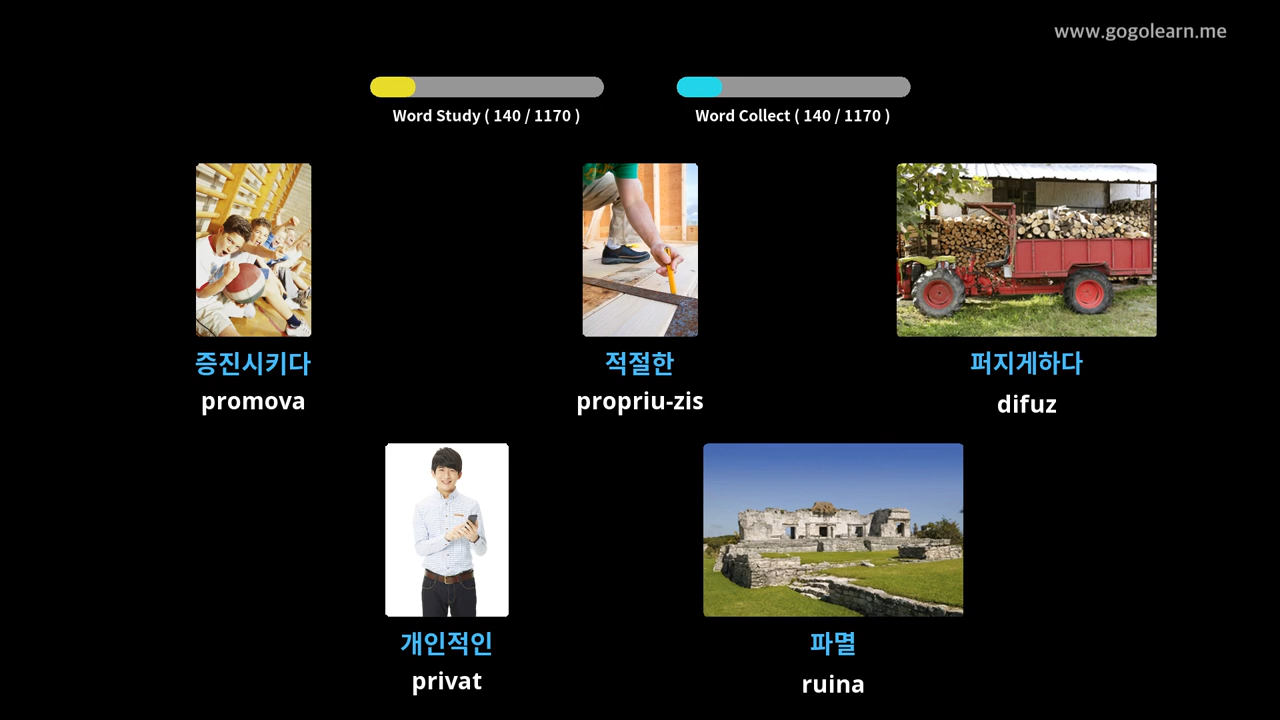 www.gogolearn.me
Word Study ( 140 / 1170 )
Word Collect ( 140 / 1170 )
증진시키다
promova
적절한
propriu-zis
퍼지게하다
difuz
개인적인
privat
파멸
ruina